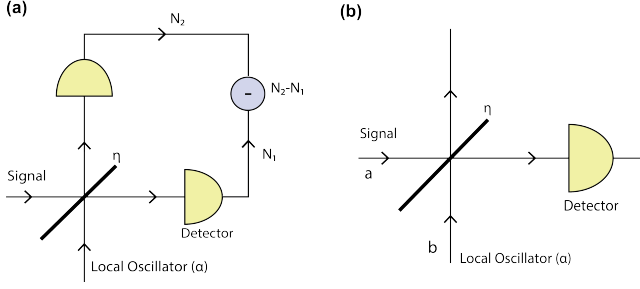 (a)
N₂
N₂-N₁
η
N₁
Signal
Detector
Local Oscillator (α)
(b)
η
Signal
a
Detector
b
Local Oscillator (α)